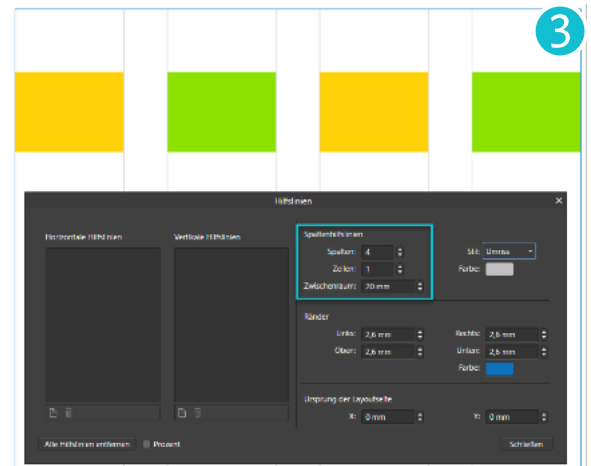 3
Hilfslinien
×
Horizontale Hilfslinien
Vertikale Hilfslinien
Spaltenhilfslinien
Spalten: 4
Stil: Umriss
Zeilen: 1
Farbe:
Zwischenraum: 20 mm
Ränder
Links: 2,6 mm
Rechts: 2,6 mm
Oben: 2,6 mm
Unten: 2,6 mm
Farbe:
Ursprung der Layoutseite
X: 0 mm
Y: 0 mm
Alle Hilfslinien entfernen
Prozent
Schließen